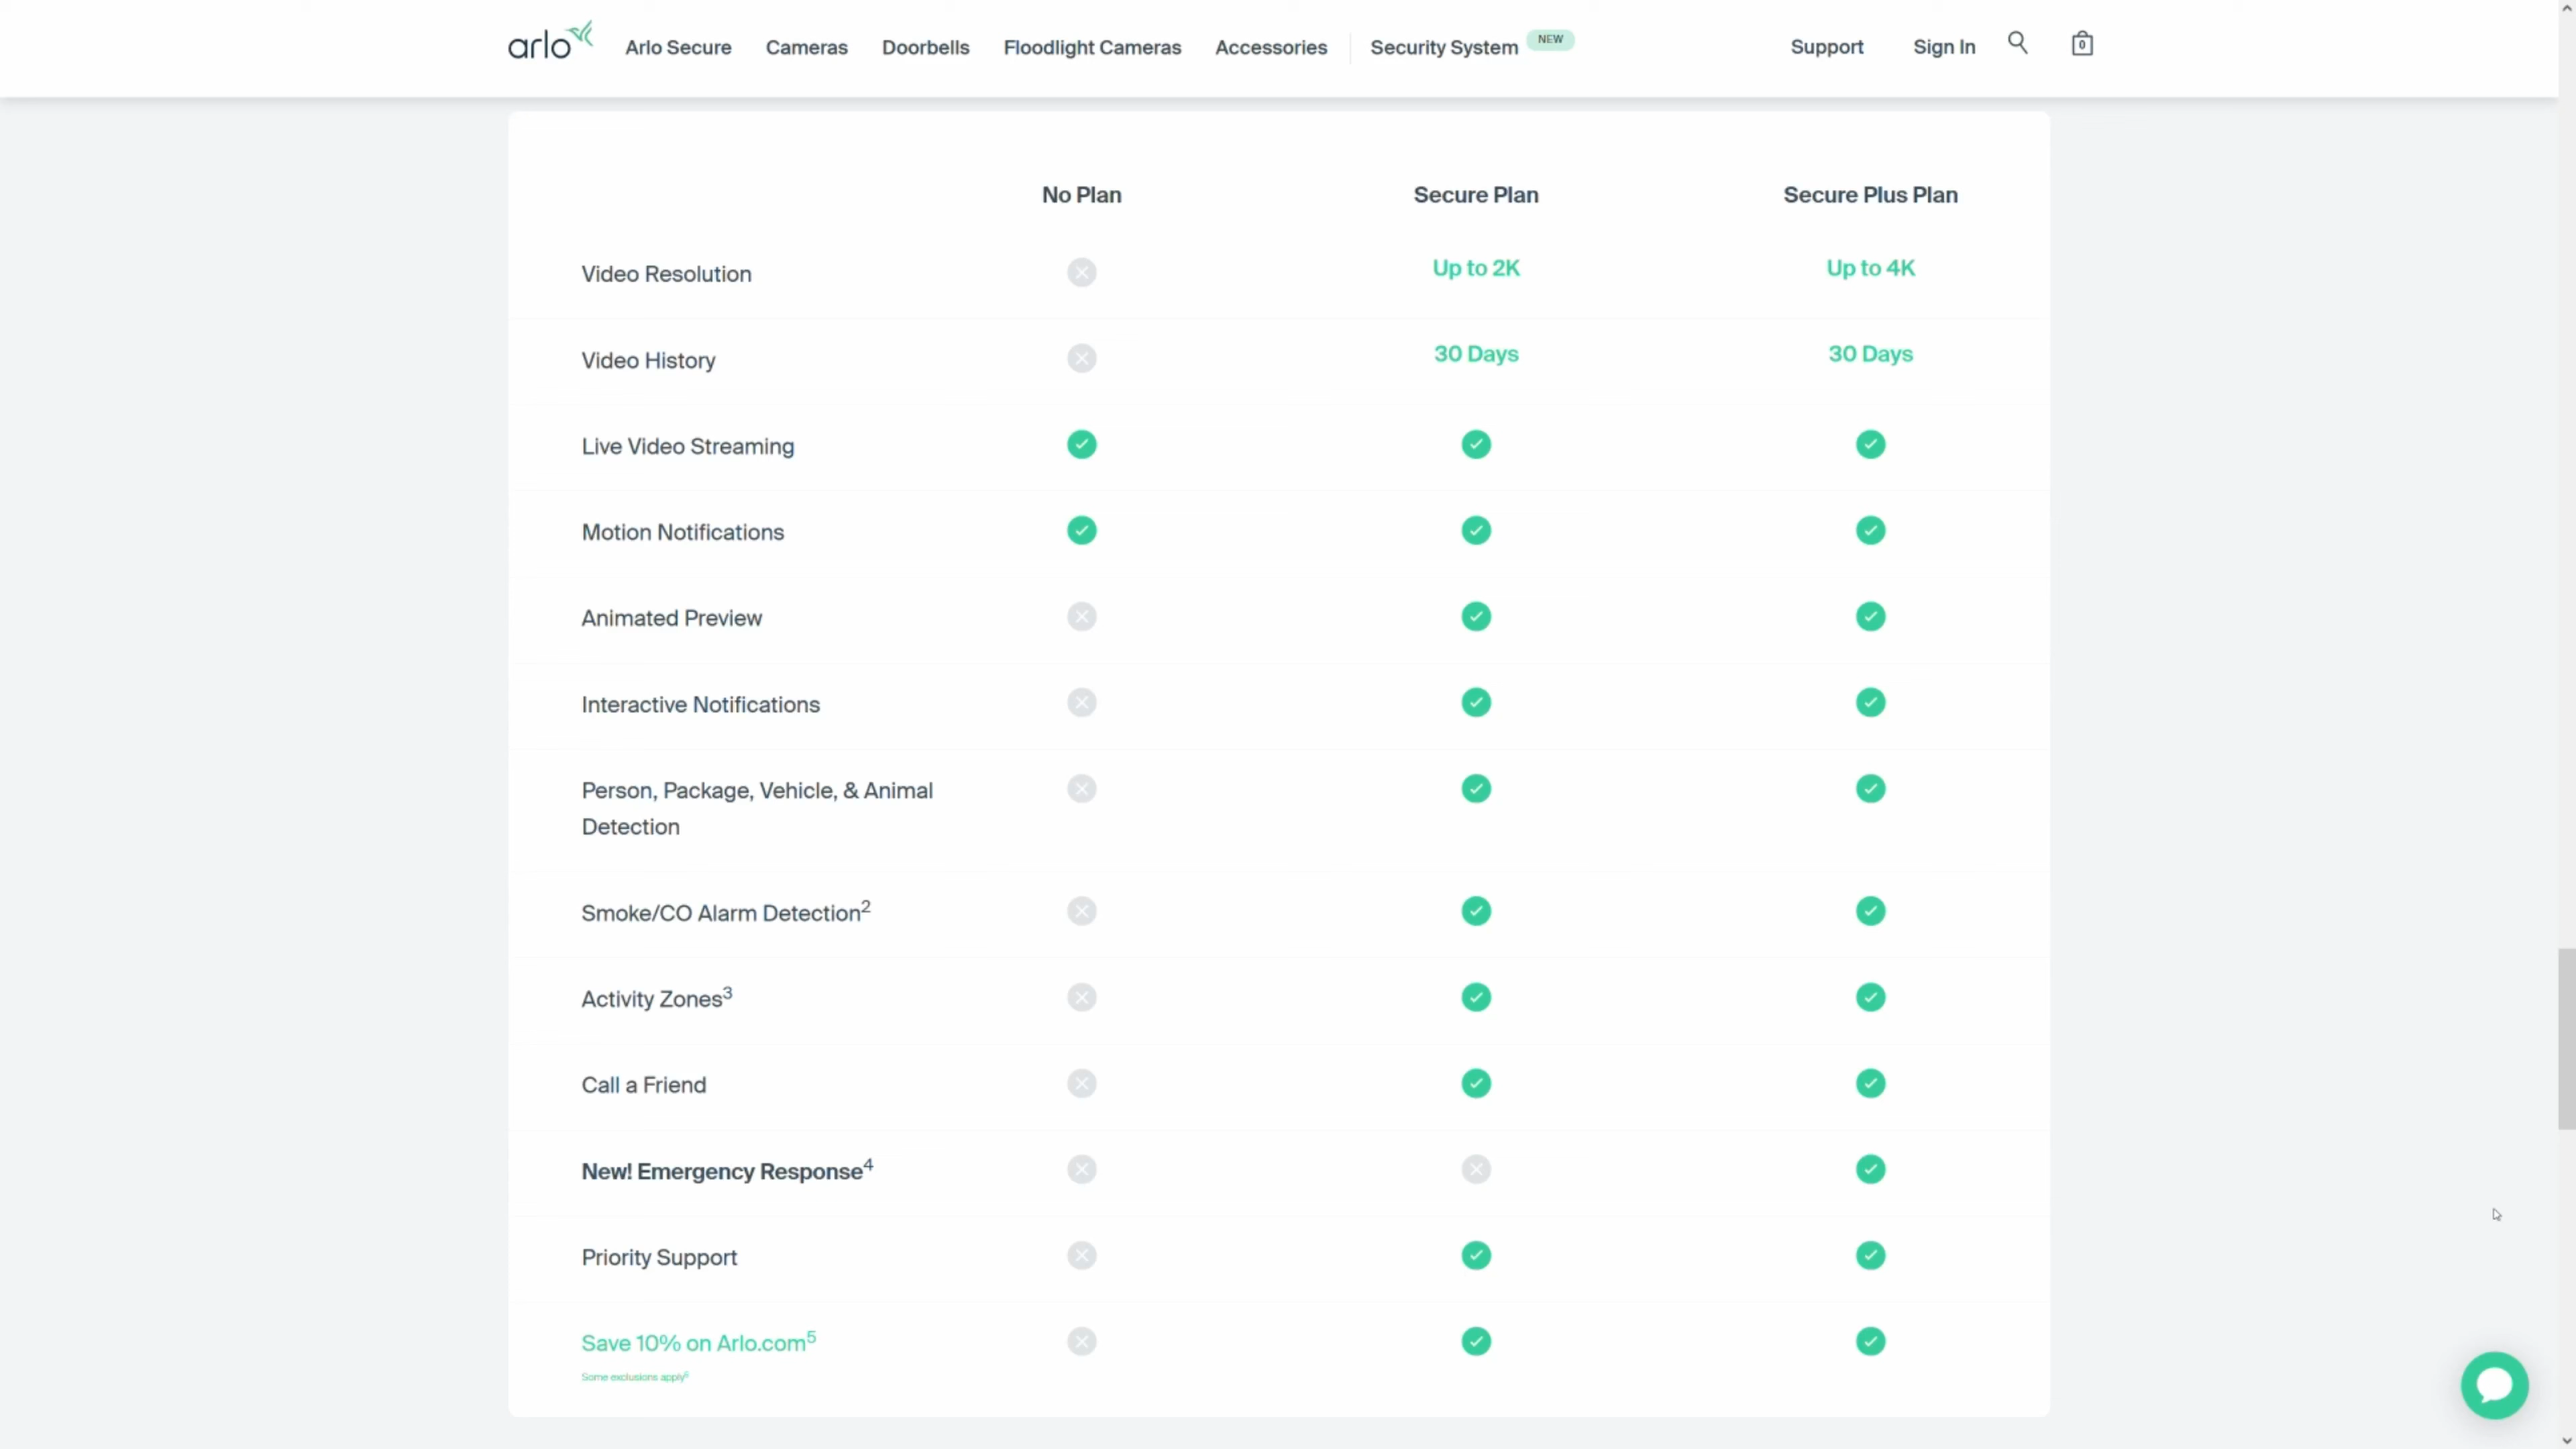 arlo
Arlo Secure Cameras Doorbells Floodlight Cameras Accessories Security System NEW Support Sign In 0
No Plan Secure Plan Secure Plus Plan
Video Resolution Up to 2K Up to 4K
Video History 30 Days 30 Days
Live Video Streaming
Motion Notifications
Animated Preview
Interactive Notifications
Person, Package, Vehicle, & Animal
Detection
Smoke/CO Alarm Detection2
Activity Zones3
Call a Friend
New! Emergency Response4
Priority Support
Save 10% on Arlo.com5
Some exclusions apply